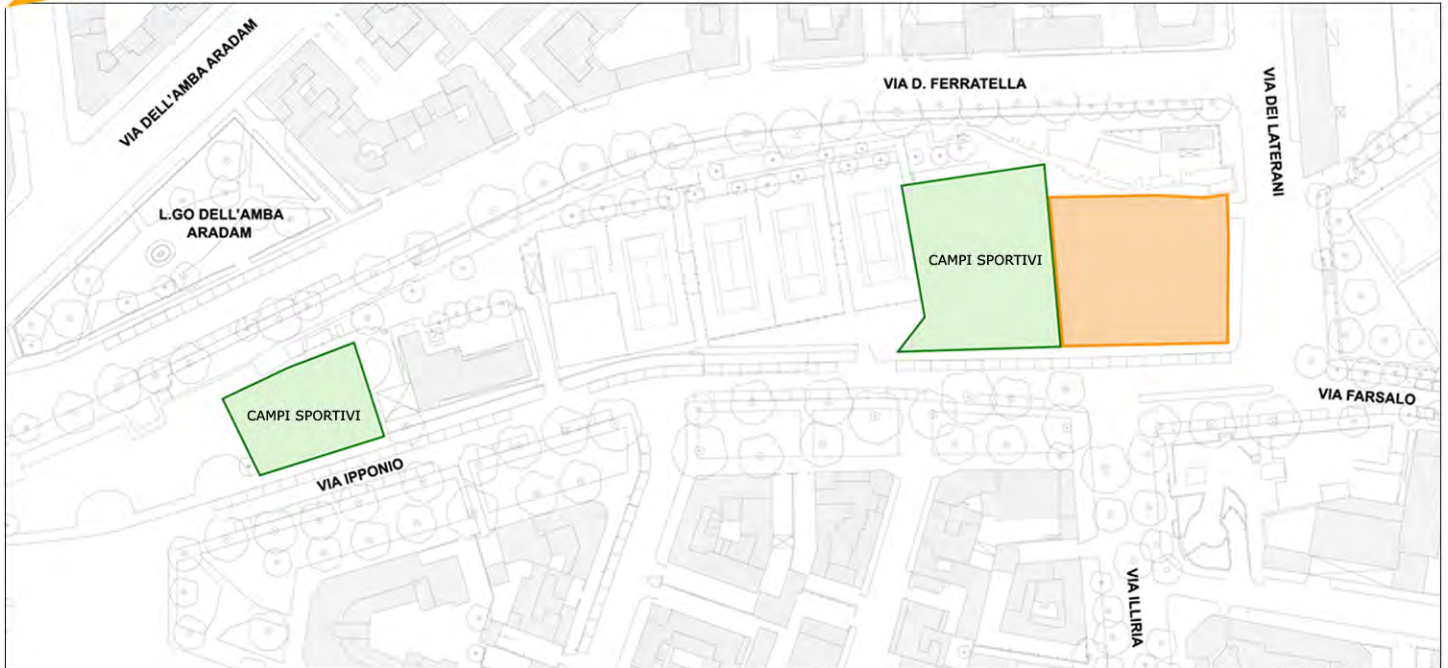 VIA DELL'AMBA ARADAM
VIA D. FERRATELLA
VIA DEI LATERANI
L.GO DELL'AMBA
ARADAM
CAMPI SPORTIVI
CAMPI SPORTIVI
VIA FARSALO
VIA IPPONIO
VIA ILLIRIA